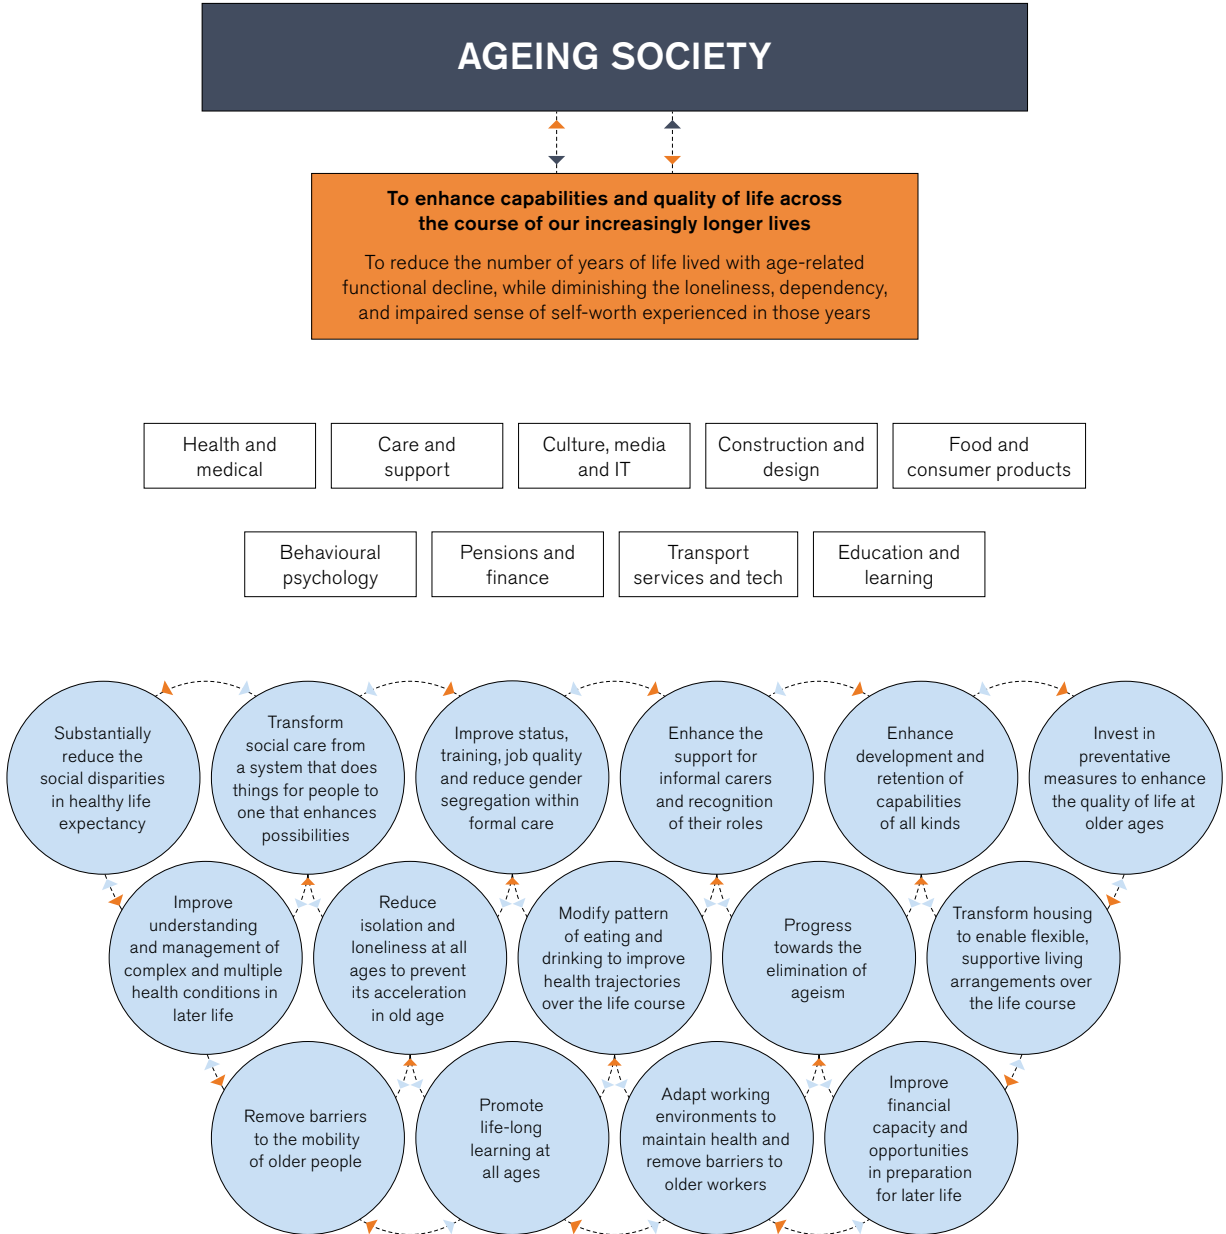 AGEING SOCIETY
To enhance capabilities and quality of life across
the course of our increasingly longer lives
To reduce the number of years of life lived with age-related
functional decline, while diminishing the loneliness, dependency,
and impaired sense of self-worth experienced in those years
Health and
medical
Care and
support
Culture, media
and IT
Construction and
design
Food and
consumer products
Behavioural
psychology
Pensions and
finance
Transport
services and tech
Education and
learning
Substantially
reduce the
social disparities
in healthy life
expectancy
Transform
social care from
a system that does
things for people to
one that enhances
possibilities
Improve status,
training, job quality
and reduce gender
segregation within
formal care
Enhance the
support for
informal carers
and recognition
of their roles
Enhance
development and
retention of
capabilities
of all kinds
Invest in
preventative
measures to enhance
the quality of life at
older ages
Improve
understanding
and management of
complex and multiple
health conditions in
later life
Reduce
isolation and
loneliness at all
ages to prevent
its acceleration
in old age
Modify pattern
of eating and
drinking to improve
health trajectories
over the life course
Progress
towards the
elimination of
ageism
Transform housing
to enable flexible,
supportive living
arrangements over
the life course
Remove barriers
to the mobility
of older people
Promote
life-long
learning at
all ages
Adapt working
environments to
maintain health and
remove barriers to
older workers
Improve
financial
capacity and
opportunities
in preparation
for later life